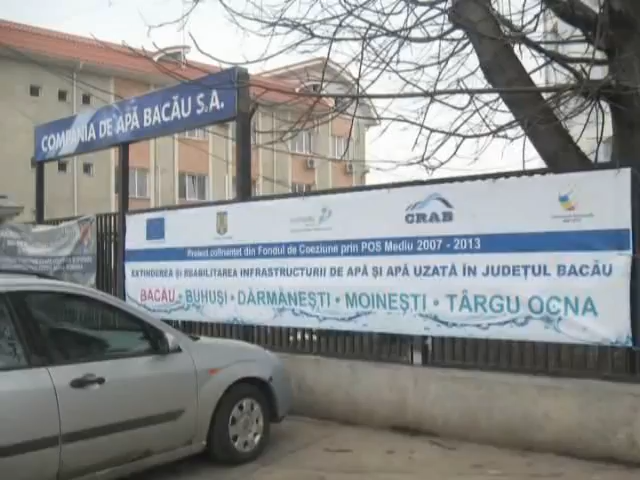 COMPANIA DE APĂ BACĂU S.A.
CRAB
Proiect cofinanțat din Fondul de Coeziune prin POS Mediu 2007 - 2013
EXTINDEREA ȘI REABILITAREA INFRASTRUCTURII DE APĂ ȘI APĂ UZATĂ ÎN JUDEȚUL BACĂU
BACĂU • BUHUȘI • DĂRMĂNEȘTI • MOINEȘTI • TÂRGU OCNA